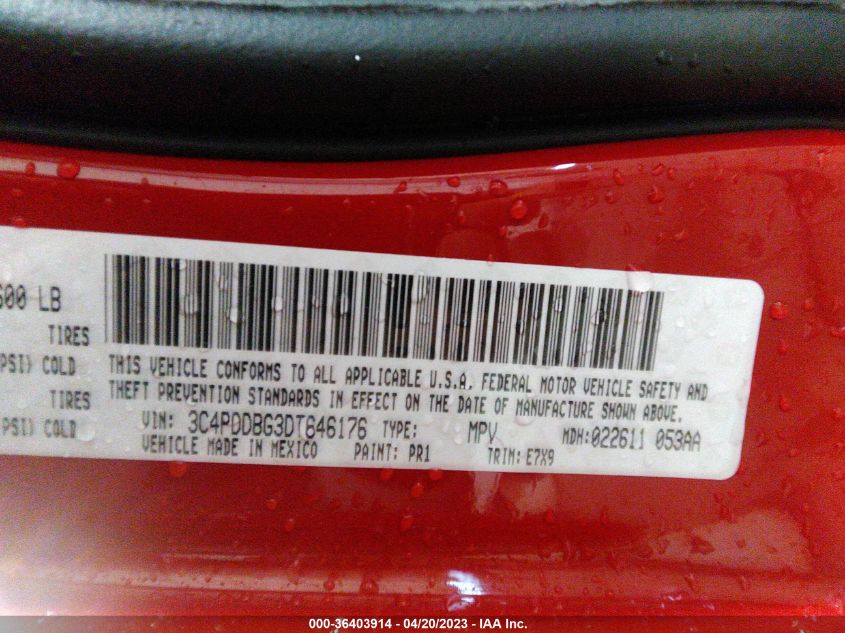 600 LB
TIRES
PSI) COLD
TIRES
PSI) COLD
THIS VEHICLE CONFORMS TO ALL APPLICABLE U.S.A. FEDERAL MOTOR VEHICLE SAFETY AND
THEFT PREVENTION STANDARDS IN EFFECT ON THE DATE OF MANUFACTURE SHOWN ABOVE.
VIN: 3C4PDDBG3DT646176 TYPE: MPV MDH:022611 053AA
VEHICLE MADE IN MEXICO PAINT: PR1 TRIM: E7X9
000-36403914 - 04/20/2023 - IAA Inc.